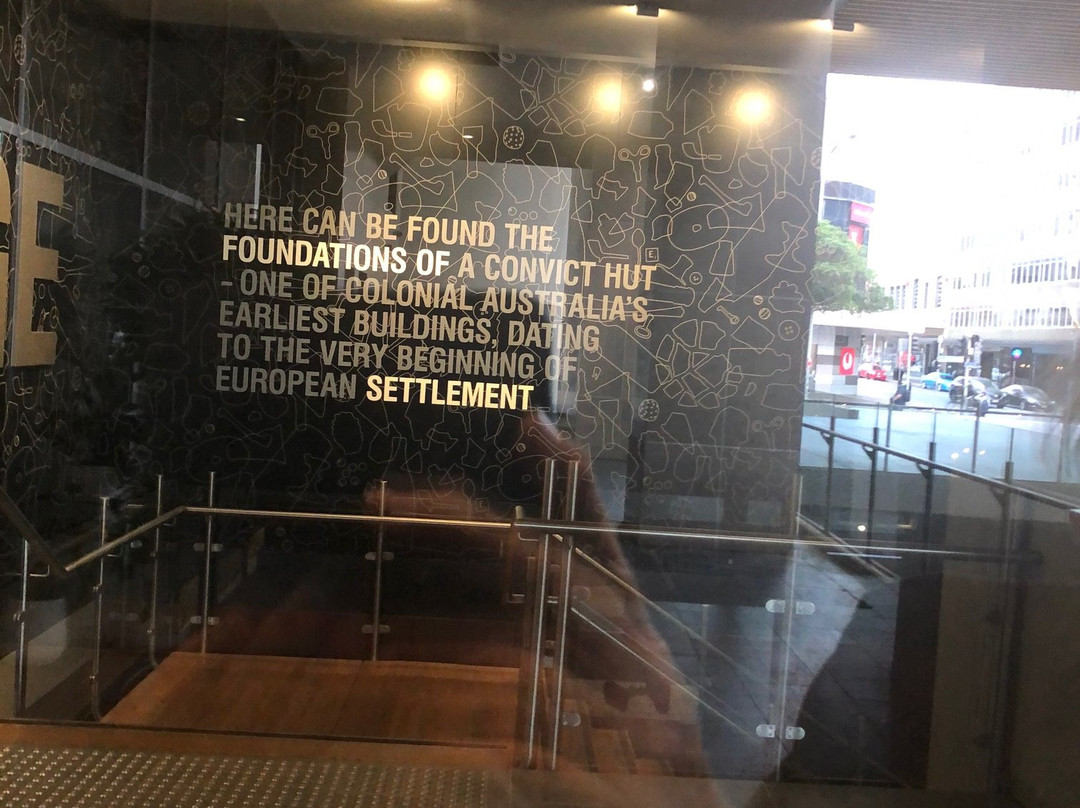 HERE CAN BE FOUND THE
FOUNDATIONS OF A CONVICT HUT
- ONE OF COLONIAL AUSTRALIA'S
EARLIEST BUILDINGS, DATING
TO THE VERY BEGINNING OF
EUROPEAN SETTLEMENT